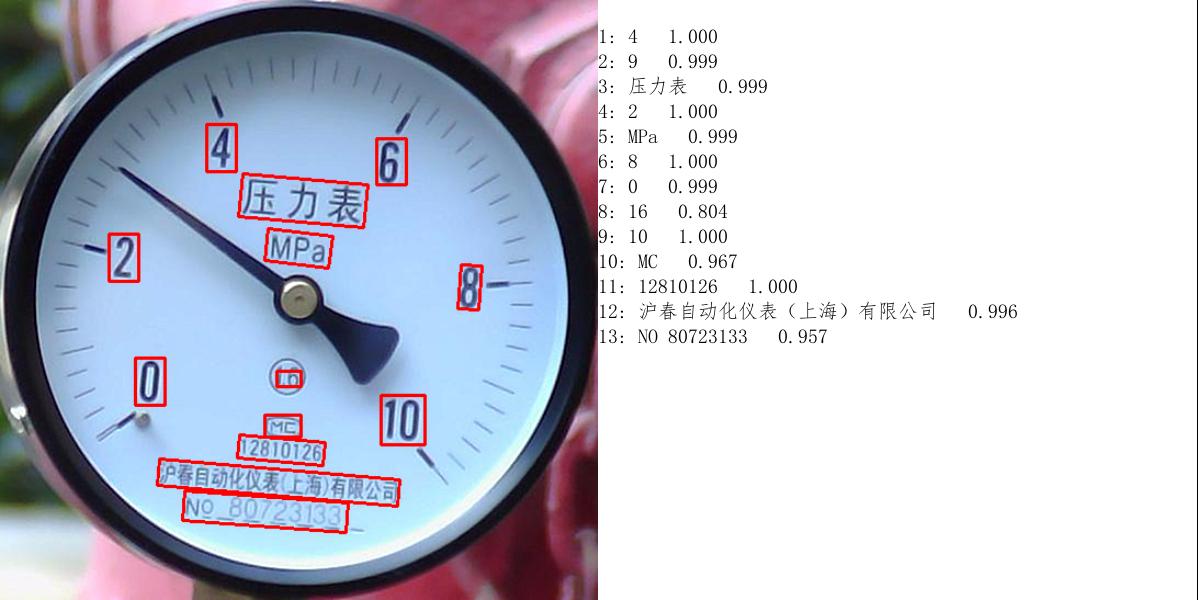 4
6
压力表
MPa
2
8
0
1.6
10
MC
12810126
沪春自动化仪表(上海)有限公司
No 80723133
1: 4 1.000
2: 9 0.999
3: 压力表 0.999
4: 2 1.000
5: MPa 0.999
6: 8 1.000
7: 0 0.999
8: 16 0.804
9: 10 1.000
10: MC 0.967
11: 12810126 1.000
12: 沪春自动化仪表（上海）有限公司 0.996
13: NO 80723133 0.957